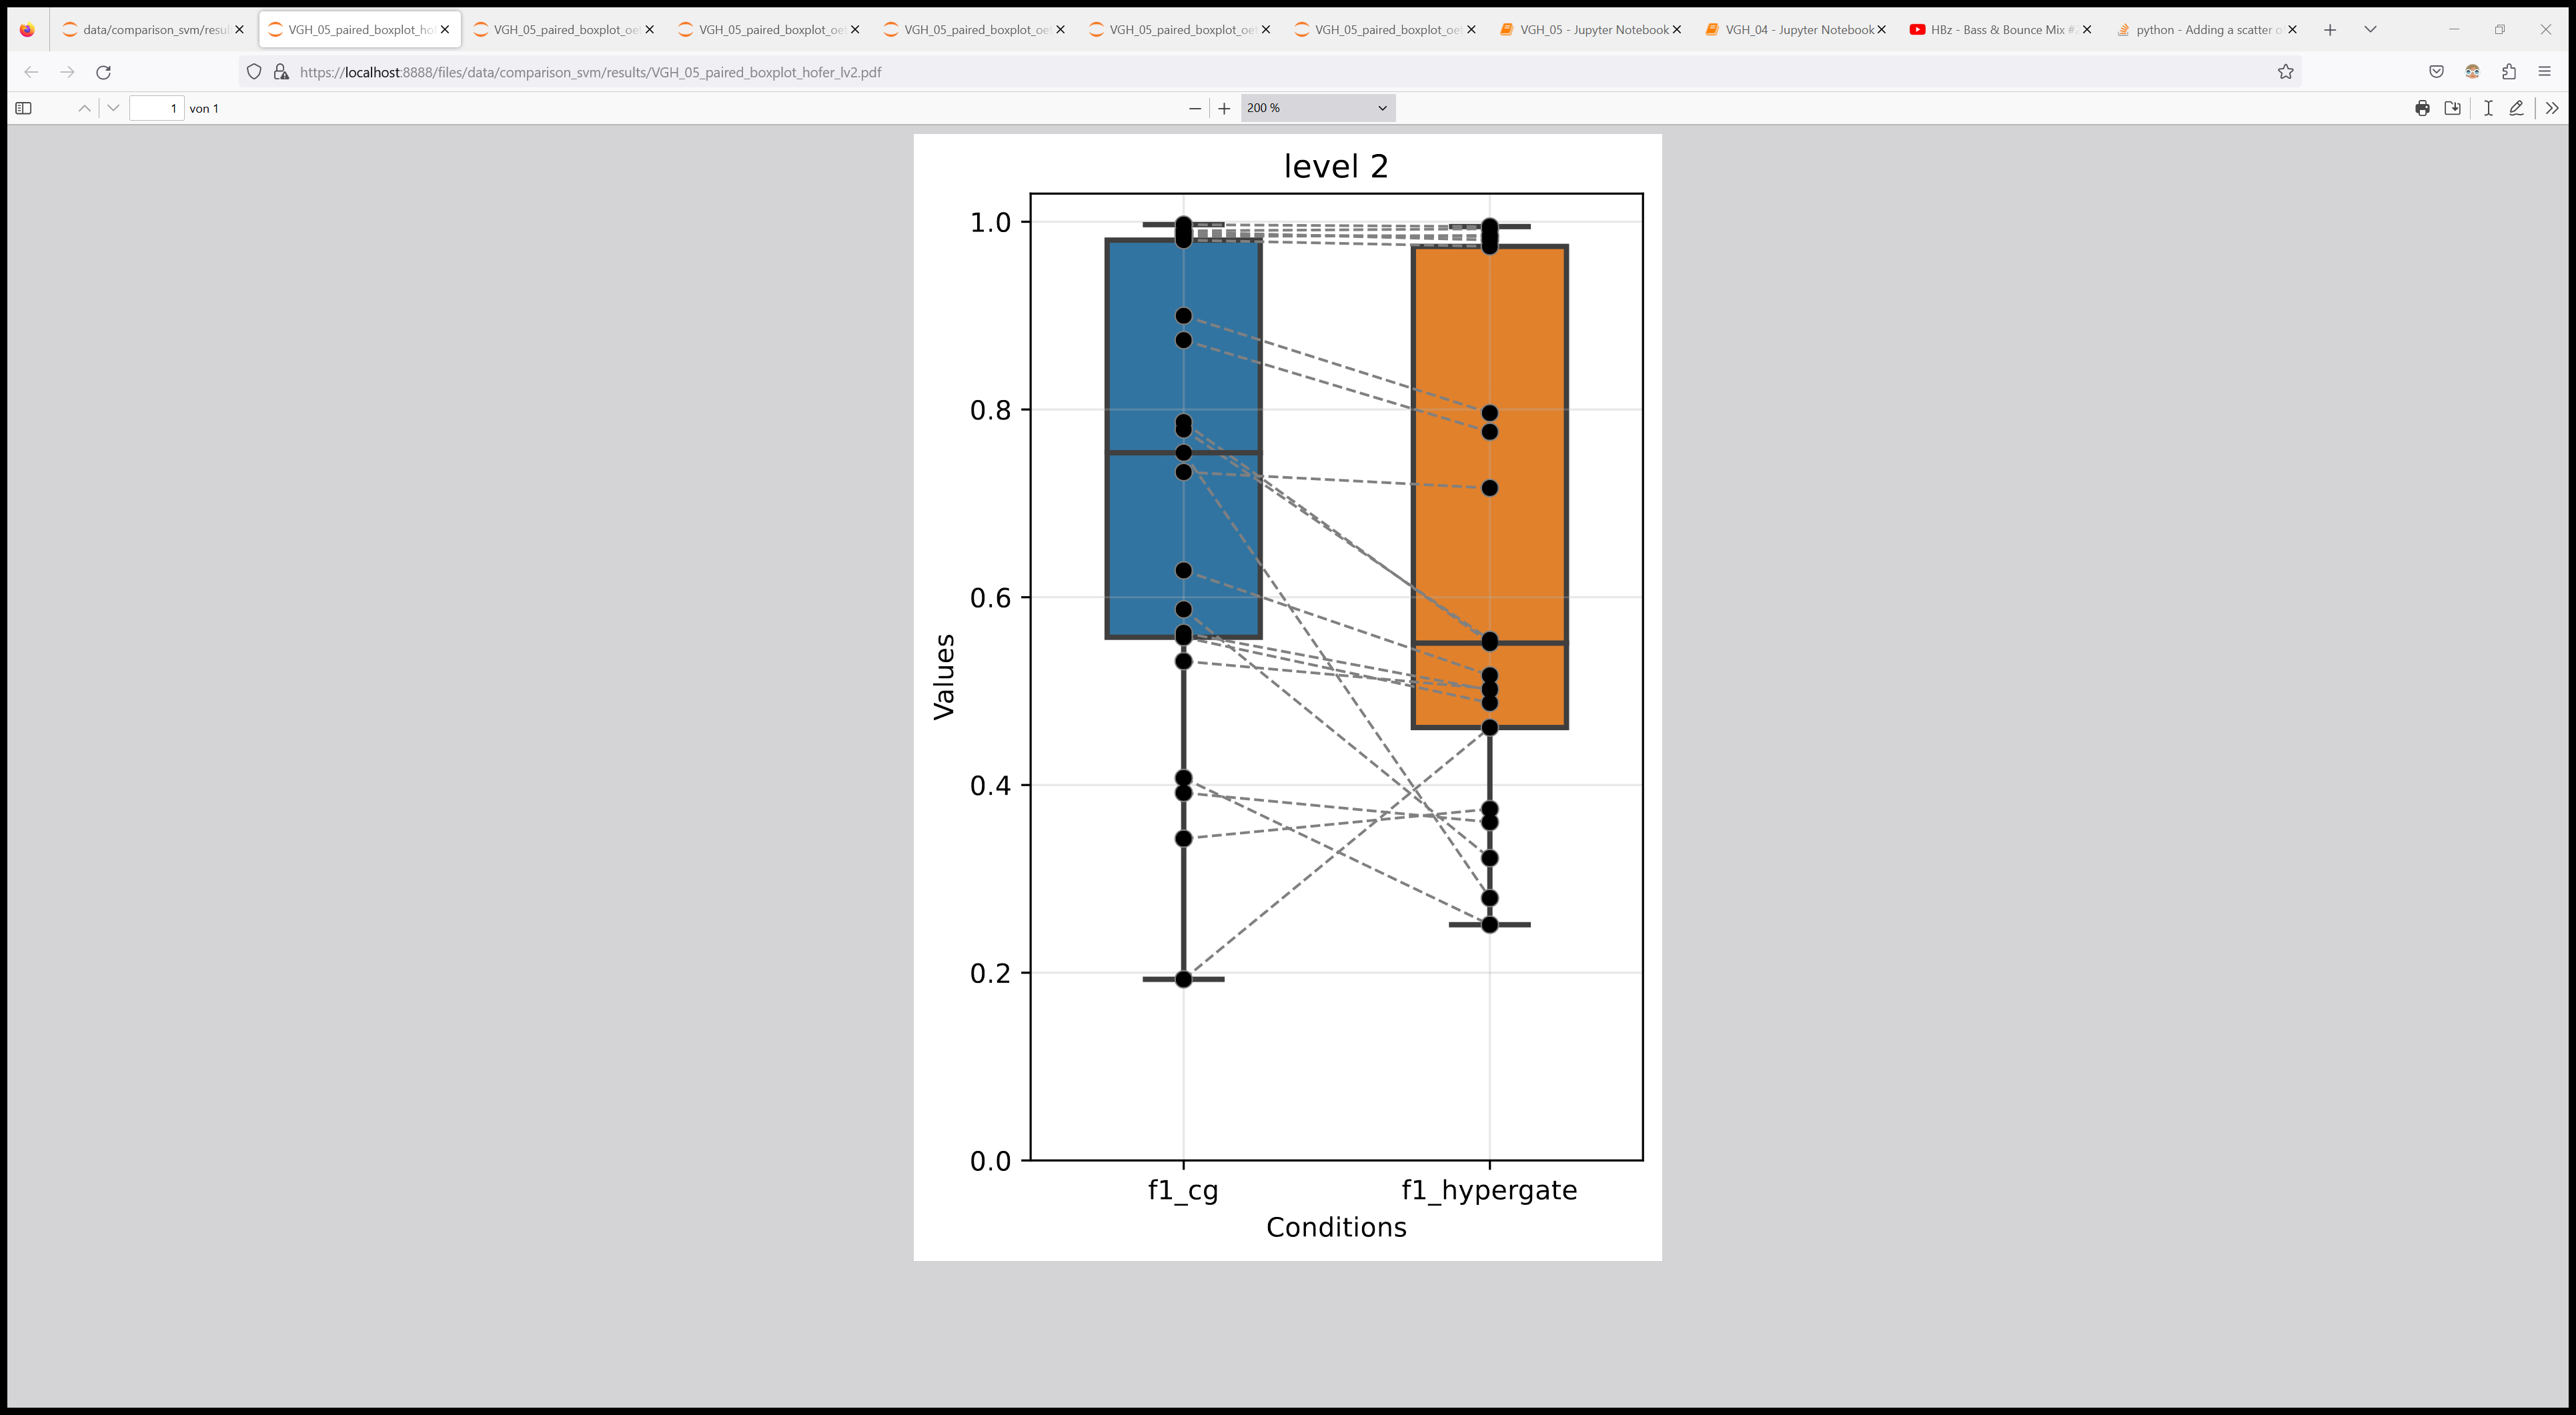 data/comparison_svm/resul
VGH_05_paired_boxplot_ho
VGH_05_paired_boxplot_oe
VGH_05_paired_boxplot_oe
VGH_05_paired_boxplot_oe
VGH_05_paired_boxplot_oe
VGH_05_paired_boxplot_oe
VGH_05 - Jupyter Notebook
VGH_04 - Jupyter Notebook
HBz - Bass & Bounce Mix #
python - Adding a scatter o
https://localhost:8888/files/data/comparison_svm/results/VGH_05_paired_boxplot_hofer_lv2.pdf
1 von 1
200 %
level 2
1.0
0.8
0.6
0.4
0.2
0.0
Values
f1_cg
f1_hypergate
Conditions